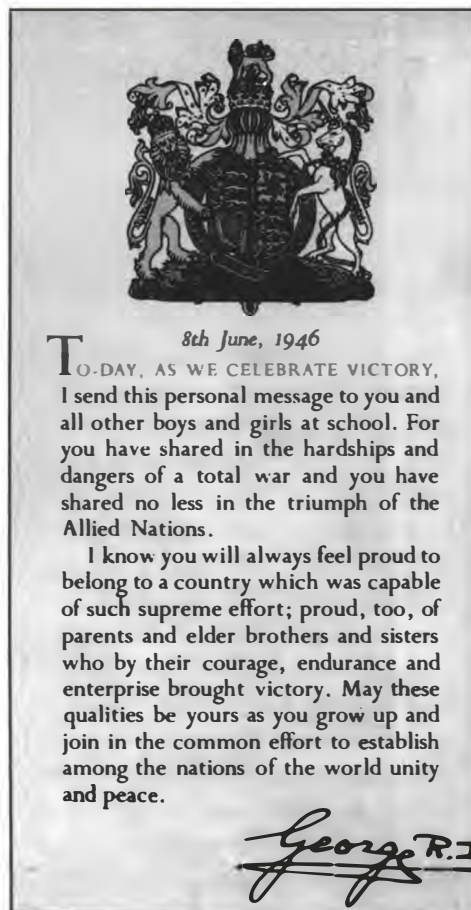 8th June, 1946
TO-DAY, AS WE CELEBRATE VICTORY,
I send this personal message to you and
all other boys and girls at school. For
you have shared in the hardships and
dangers of a total war and you have
shared no less in the triumph of the
Allied Nations.
I know you will always feel proud to
belong to a country which was capable
of such supreme effort; proud, too, of
parents and elder brothers and sisters
who by their courage, endurance and
enterprise brought victory. May these
qualities be yours as you grow up and
join in the common effort to establish
among the nations of the world unity
and peace.
George R.I